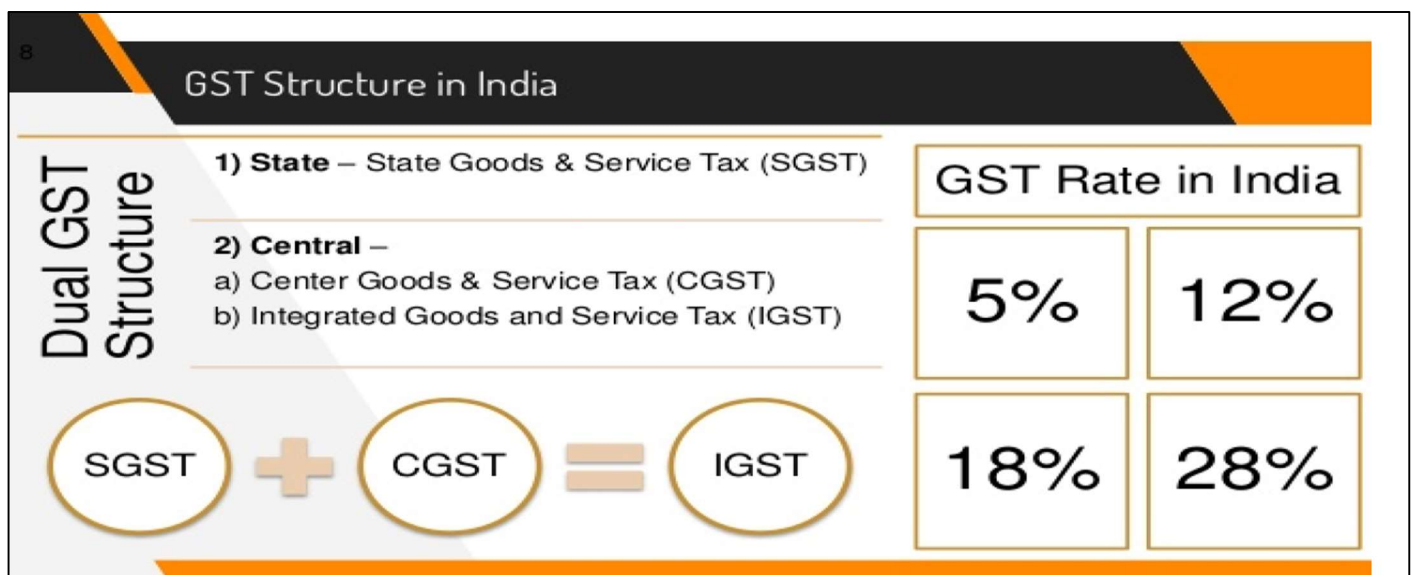 8
GST Structure in India
Dual GST
Structure
1) State – State Goods & Service Tax (SGST)
2) Central –
a) Center Goods & Service Tax (CGST)
b) Integrated Goods and Service Tax (IGST)
SGST + CGST = IGST
GST Rate in India
5% 12%
18% 28%